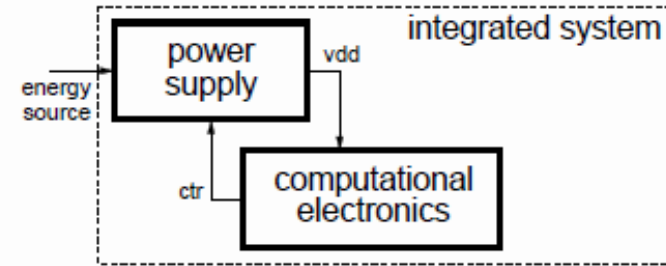 integrated system
power
supply
vdd
energy
source
ctr
computational
electronics